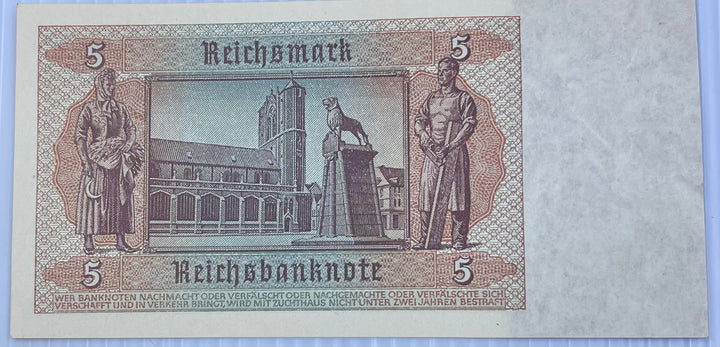 5 Reichsmark 5
5 Reichsbanknote 5
WER BANKNOTEN NACHMACHT ODER VERFÄLSCHT ODER NACHGEMACHTE ODER VERFÄLSCHTE SICH
VERSCHAFFT UND IN VERKEHR BRINGT, WIRD MIT ZUCHTHAUS NICHT UNTER ZWEI JAHREN BESTRAFT